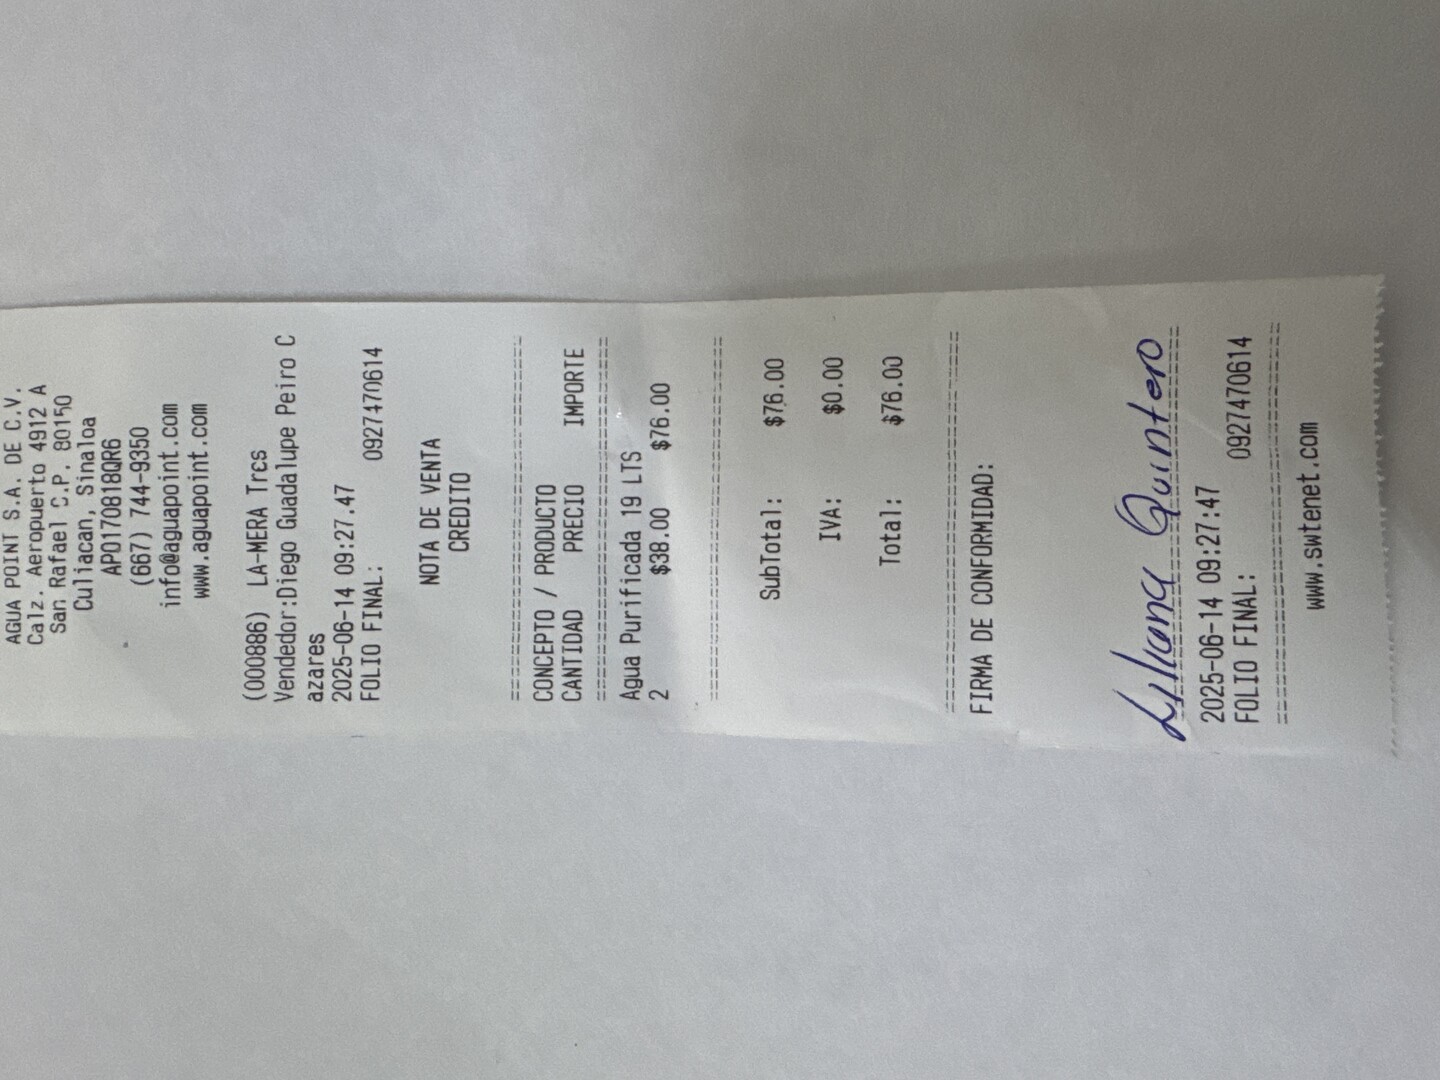 AGUA POINT S.A. DE C.V.
Calz. Aeropuerto 4912 A
San Rafael C.P. 80150
Culiacan, Sinaloa
APO170818QR6
(667) 744-9350
info@aguapoint.com
www.aguapoint.com
(000886) LA-MERA Tres
Vendedor:Diego Guadalupe Peiro C
azares
2025-06-14 09:27.47
FOLIO FINAL: 0927470614
NOTA DE VENTA
CREDITO
================================
CONCEPTO / PRODUCTO
CANTIDAD PRECIO IMPORTE
================================
Agua Purificada 19 LTS
2 $38.00 $76.00
================================
SubTotal: $76.00
IVA: $0.00
Total: $76.00
================================
FIRMA DE CONFORMIDAD:
Liliana Quintero
================================
2025-06-14 09:27:47
FOLIO FINAL: 0927470614
================================
www.swtenet.com